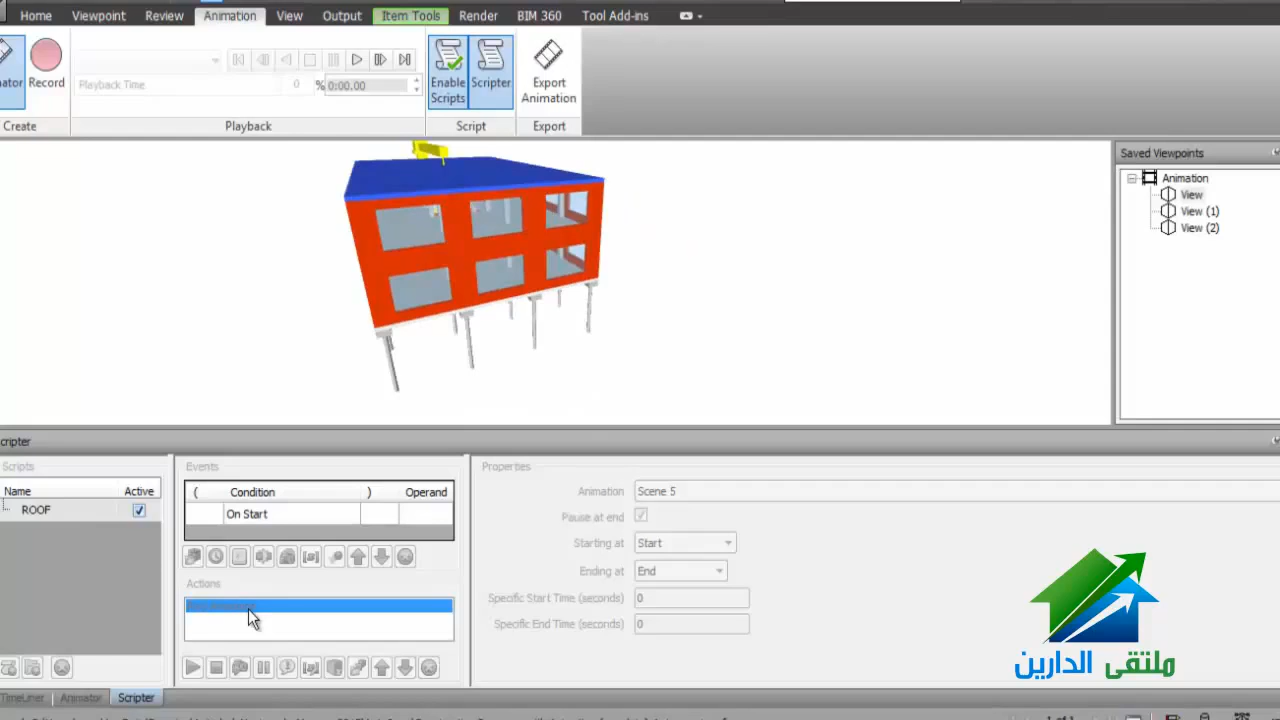 Home Viewpoint Review Animation View Output Item Tools Render BIM 360 Tool Add-ins
ator Record
Playback Time 0 % 0:00.00
Enable Scripts
Scripter
Export Animation
Create Playback Script Export
Saved Viewpoints
Animation
View
View (1)
View (2)
cripter
Scripts
Name Active
ROOF
Events
( Condition ) Operand
On Start
Actions
Properties
Animation Scene 5
Pause at end
Starting at Start
Ending at End
Specific Start Time (seconds) 0
Specific End Time (seconds) 0
ملتقى الدارين
TimeLiner Animator Scripter